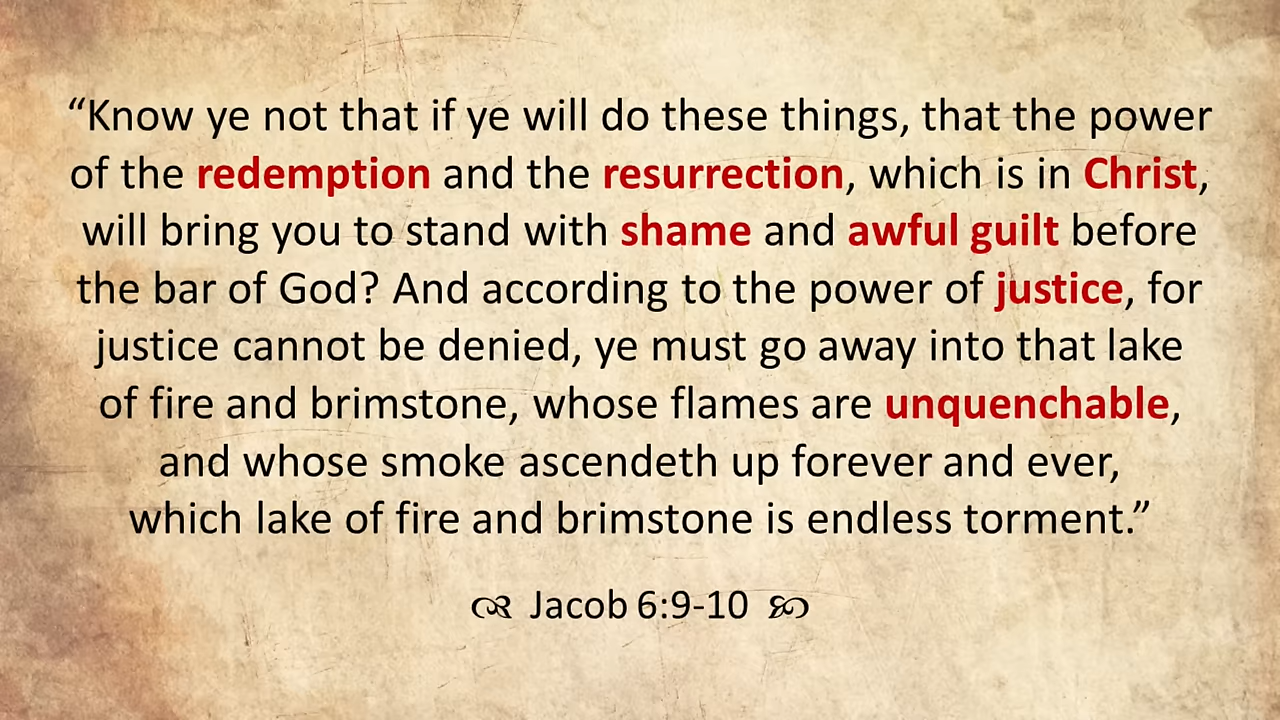 “Know ye not that if ye will do these things, that the power
of the redemption and the resurrection, which is in Christ,
will bring you to stand with shame and awful guilt before
the bar of God? And according to the power of justice, for
justice cannot be denied, ye must go away into that lake
of fire and brimstone, whose flames are unquenchable,
and whose smoke ascendeth up forever and ever,
which lake of fire and brimstone is endless torment.”
Jacob 6:9-10